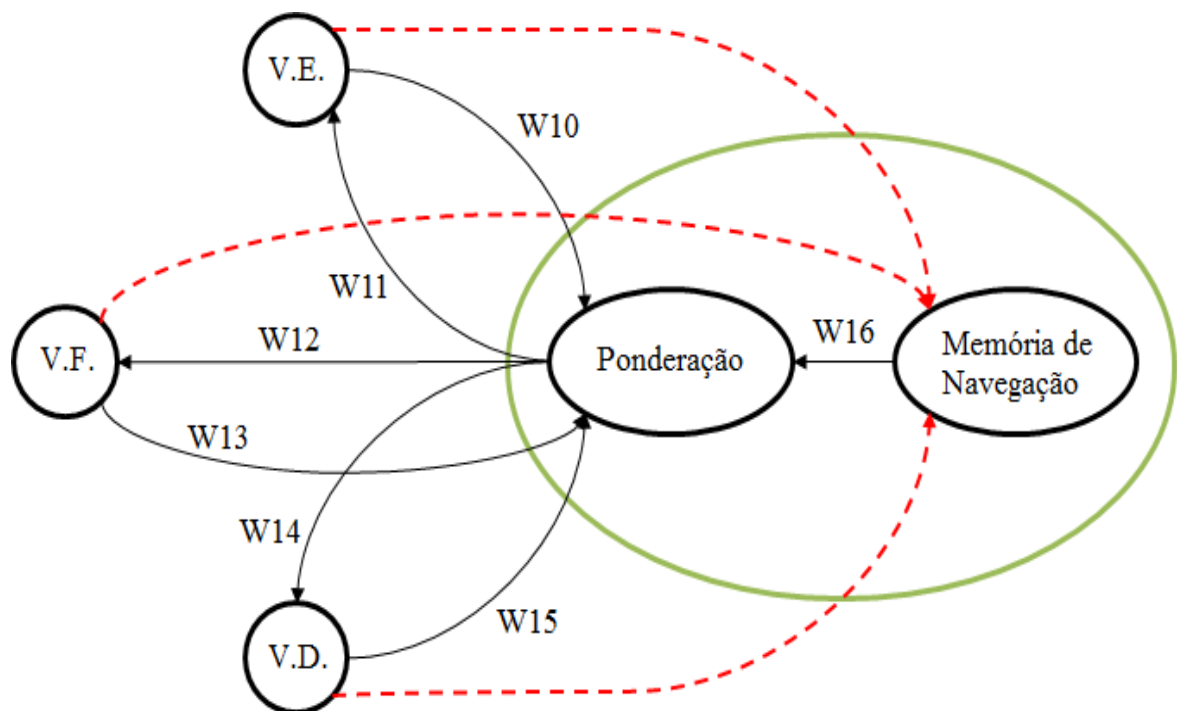 V.E.
W10
W11
W12
W16
V.F.
Ponderação
Memória de
Navegação
W13
W14
W15
V.D.